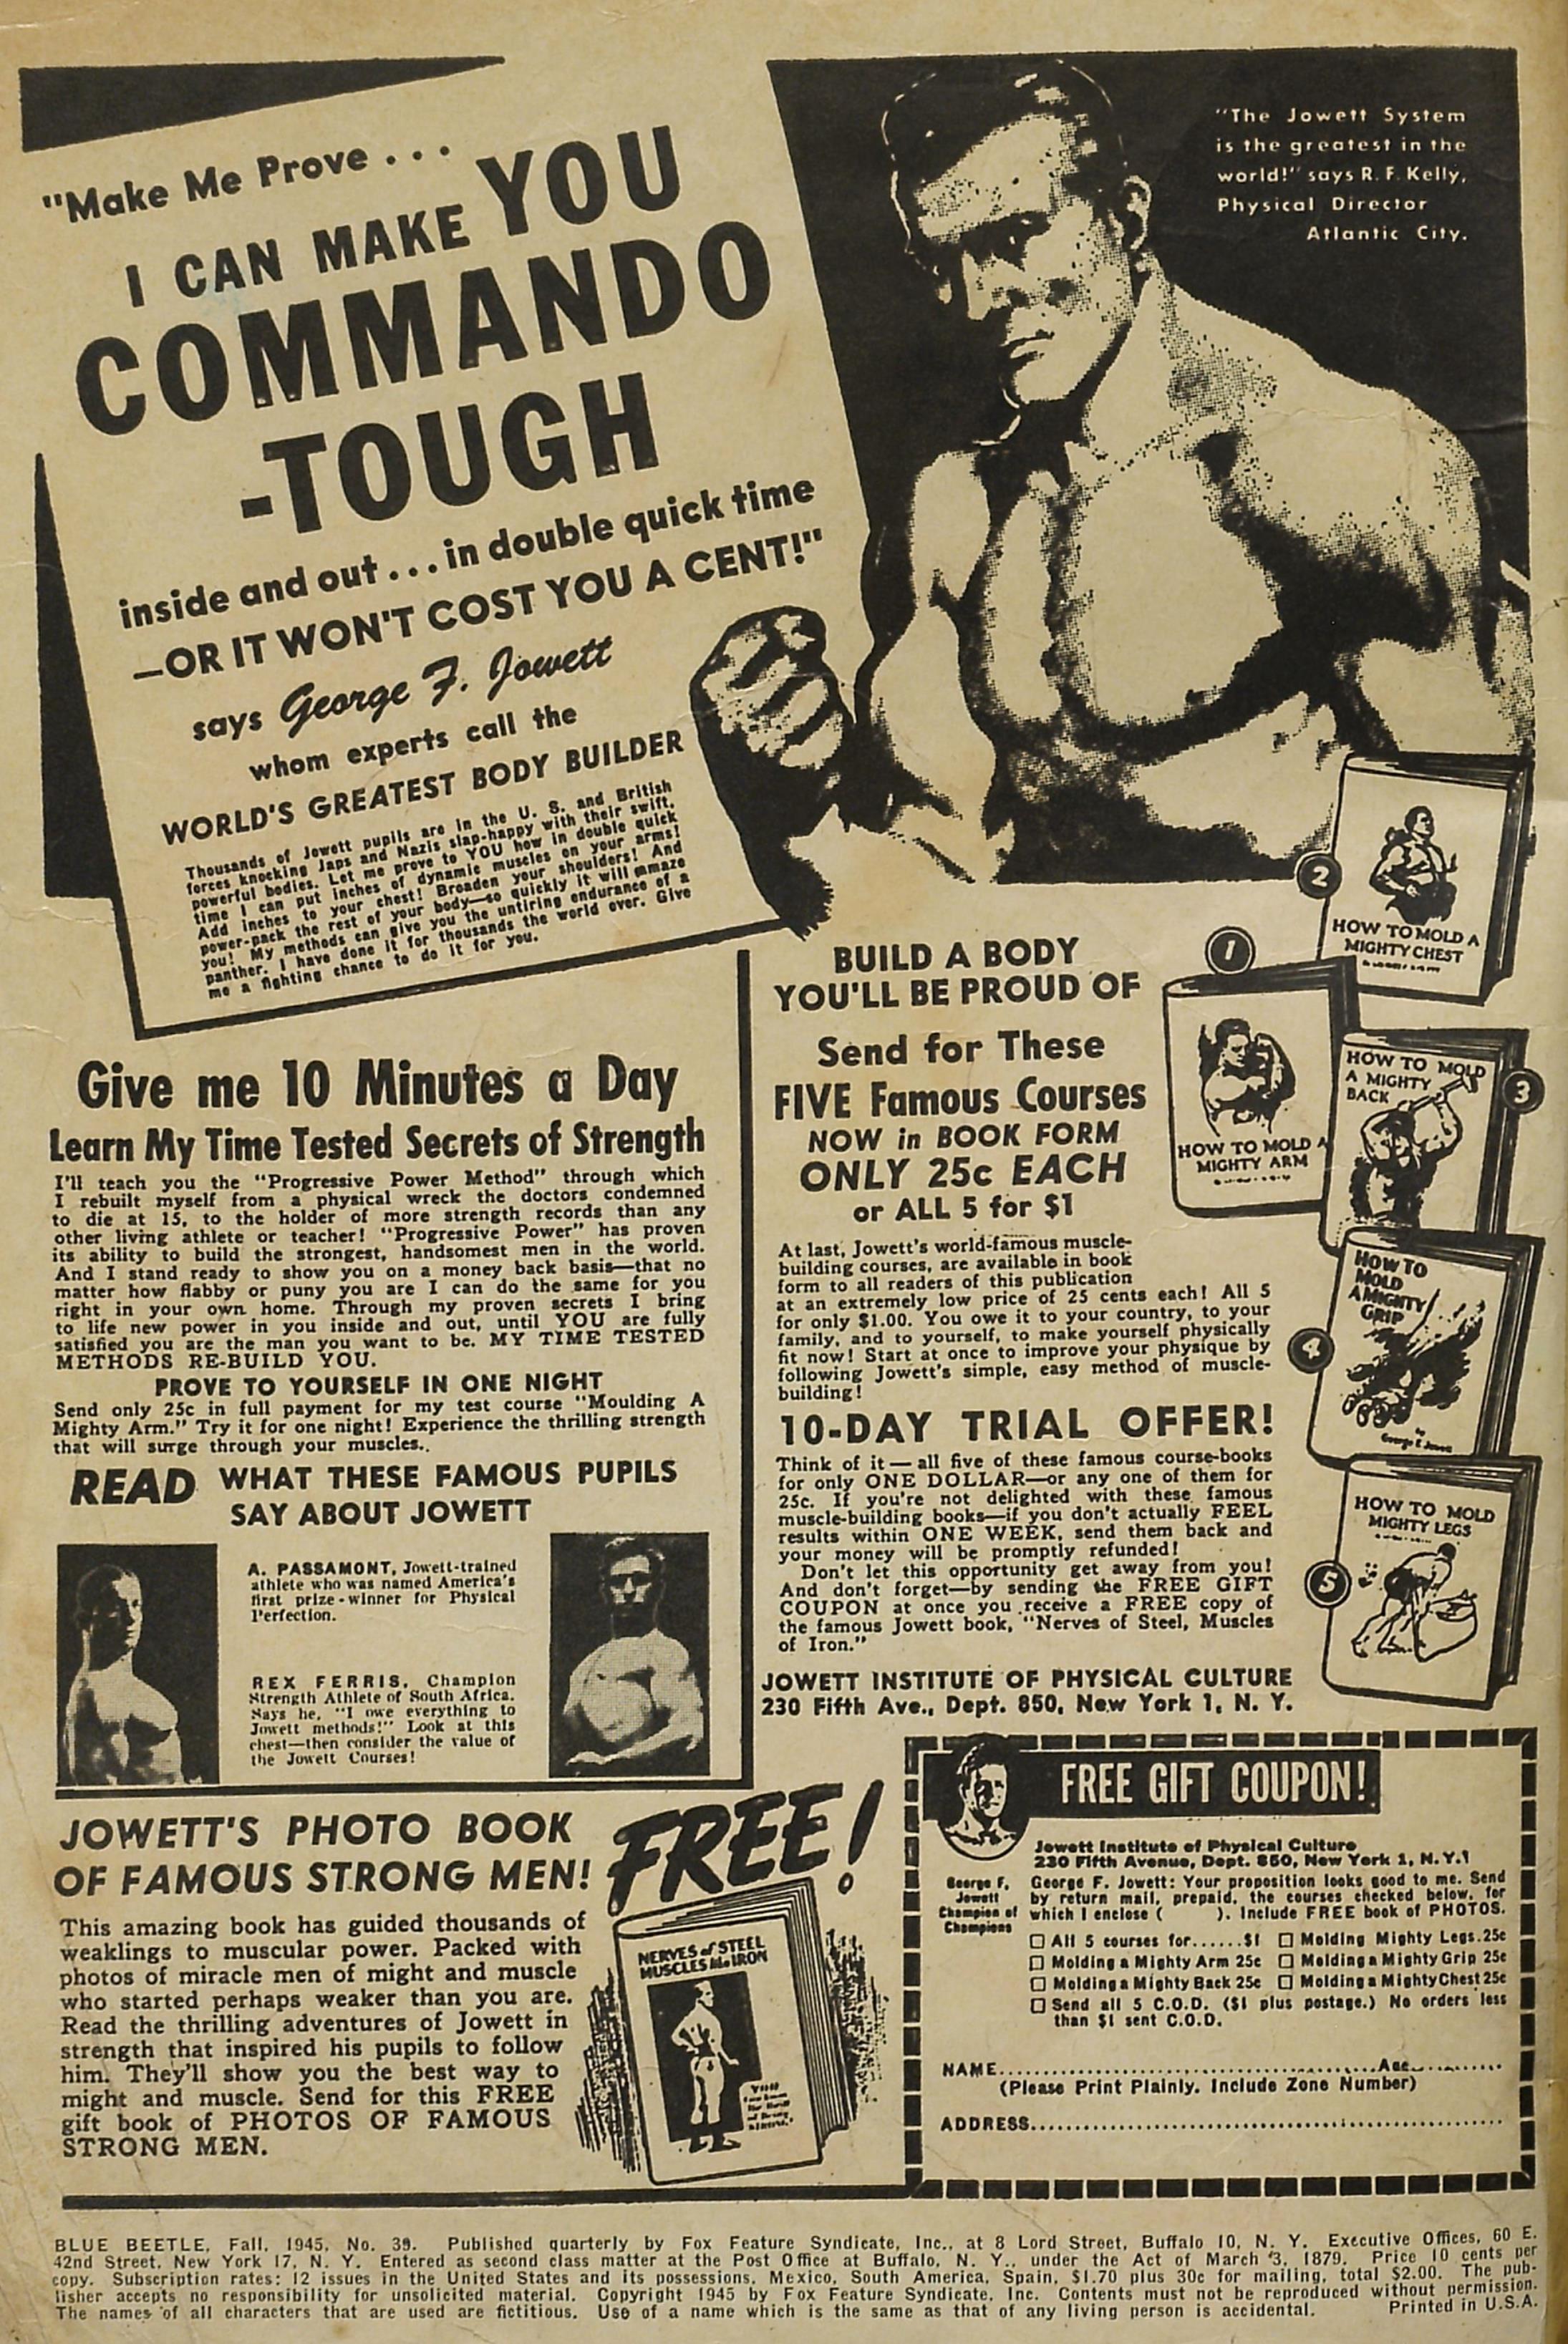 "Make Me Prove . . .
I CAN MAKE YOU
COMMANDO
-TOUGH
inside and out . . . in double quick time
—OR IT WON'T COST YOU A CENT!"
says George F. Jowett
whom experts call the
WORLD'S GREATEST BODY BUILDER
Thousands of Jowett pupils are in the U. S. and British
forces knocking Japs and Nazis slap-happy with their swift,
powerful bodies. Let me prove to YOU how in double quick
time I can put inches of dynamic muscles on your arms!
Add inches to your chest! Broaden your shoulders! And
power-pack the rest of your body—so quickly it will amaze
you! My methods can give you the untiring endurance of a
panther. I have done it for thousands the world over. Give
me a fighting chance to do it for you.
"The Jowett System
is the greatest in the
world!" says R. F. Kelly,
Physical Director
Atlantic City.
Give me 10 Minutes a Day
Learn My Time Tested Secrets of Strength
I'll teach you the "Progressive Power Method" through which
I rebuilt myself from a physical wreck the doctors condemned
to die at 15, to the holder of more strength records than any
other living athlete or teacher! "Progressive Power" has proven
its ability to build the strongest, handsomest men in the world.
And I stand ready to show you on a money back basis—that no
matter how flabby or puny you are I can do the same for you
right in your own home. Through my proven secrets I bring
to life new power in you inside and out, until YOU are fully
satisfied you are the man you want to be. MY TIME TESTED
METHODS RE-BUILD YOU.
PROVE TO YOURSELF IN ONE NIGHT
Send only 25c in full payment for my test course "Moulding A
Mighty Arm." Try it for one night! Experience the thrilling strength
that will surge through your muscles.
READ WHAT THESE FAMOUS PUPILS
SAY ABOUT JOWETT
A. PASSAMONT, Jowett-trained
athlete who was named America's
first prize-winner for Physical
Perfection.
REX FERRIS, Champion
Strength Athlete of South Africa.
Says he, "I owe everything to
Jowett methods!" Look at this
chest—then consider the value of
the Jowett Courses!
BUILD A BODY
YOU'LL BE PROUD OF
Send for These
FIVE Famous Courses
NOW in BOOK FORM
ONLY 25c EACH
or ALL 5 for $1
At last, Jowett's world-famous muscle-
building courses, are available in book
form to all readers of this publication
at an extremely low price of 25 cents each! All 5
for only $1.00. You owe it to your country, to your
family, and to yourself, to make yourself physically
fit now! Start at once to improve your physique by
following Jowett's simple, easy method of muscle-
building!
10-DAY TRIAL OFFER!
Think of it—all five of these famous course-books
for only ONE DOLLAR—or any one of them for
25c. If you're not delighted with these famous
muscle-building books—if you don't actually FEEL
results within ONE WEEK, send them back and
your money will be promptly refunded!
Don't let this opportunity get away from you!
And don't forget—by sending the FREE GIFT
COUPON at once you receive a FREE copy of
the famous Jowett book, "Nerves of Steel, Muscles
of Iron."
JOWETT INSTITUTE OF PHYSICAL CULTURE
230 Fifth Ave., Dept. 850, New York 1, N. Y.
2
HOW TO MOLD A
MIGHTY CHEST
1
HOW TO MOLD A
MIGHTY ARM
3
HOW TO MOLD
A MIGHTY
BACK
4
HOW TO
MOLD
A MIGHTY
GRIP
by
George F. Jowett
5
HOW TO MOLD
MIGHTY LEGS
JOWETT'S PHOTO BOOK
OF FAMOUS STRONG MEN!
FREE!
This amazing book has guided thousands of
weaklings to muscular power. Packed with
photos of miracle men of might and muscle
who started perhaps weaker than you are.
Read the thrilling adventures of Jowett in
strength that inspired his pupils to follow
him. They'll show you the best way to
might and muscle. Send for this FREE
gift book of PHOTOS OF FAMOUS
STRONG MEN.
NERVES of STEEL
MUSCLES like IRON
FREE GIFT COUPON!
George F.
Jowett
Champion of
Champions
Jowett Institute of Physical Culture
230 Fifth Avenue, Dept. 850, New York 1, N. Y.
George F. Jowett: Your proposition looks good to me. Send
by return mail, prepaid, the courses checked below, for
which I enclose ( ). Include FREE book of PHOTOS.
□ All 5 courses for......$1 □ Molding Mighty Legs.25c
□ Molding a Mighty Arm 25c □ Molding a Mighty Grip 25c
□ Molding a Mighty Back 25c □ Molding a Mighty Chest 25c
□ Send all 5 C.O.D. ($1 plus postage.) No orders less
than $1 sent C.O.D.
NAME..........Age..........
(Please Print Plainly. Include Zone Number)
ADDRESS..........
BLUE BEETLE, Fall, 1945, No. 39. Published quarterly by Fox Feature Syndicate, Inc., at 8 Lord Street, Buffalo 10, N. Y. Executive Offices, 60 E.
42nd Street, New York 17, N. Y. Entered as second class matter at the Post Office at Buffalo, N. Y., under the Act of March 3, 1879. Price 10 cents per
copy. Subscription rates: 12 issues in the United States and its possessions, Mexico, South America, Spain, $1.70 plus 30c for mailing, total $2.00. The pub-
lisher accepts no responsibility for unsolicited material. Copyright 1945 by Fox Feature Syndicate, Inc. Contents must not be reproduced without permission.
The names of all characters that are used are fictitious. Use of a name which is the same as that of any living person is accidental. Printed in U.S.A.